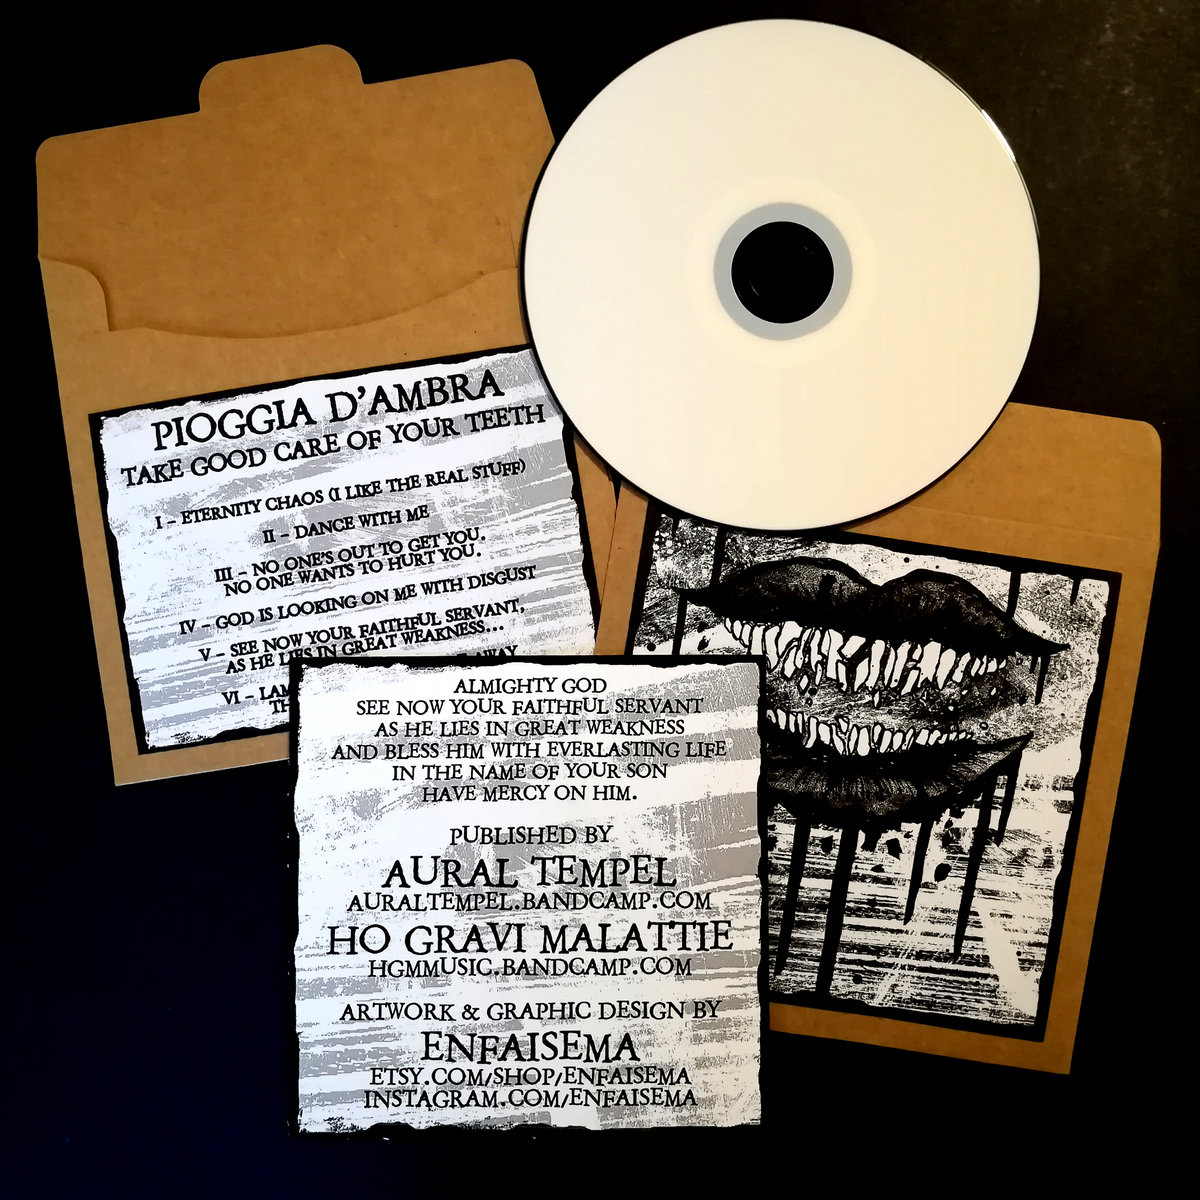 PIOGGIA D'AMBRA
TAKE GOOD CARE OF YOUR TEETH
I - ETERNITY CHAOS (I LIKE THE REAL STUFF)
II - DANCE WITH ME
III - NO ONE'S OUT TO GET YOU.
NO ONE WANTS TO HURT YOU.
IV - GOD IS LOOKING ON ME WITH DISGUST
V - SEE NOW YOUR FAITHFUL SERVANT,
AS HE LIES IN GREAT WEAKNESS...
VI -
ALMIGHTY GOD
SEE NOW YOUR FAITHFUL SERVANT
AS HE LIES IN GREAT WEAKNESS
AND BLESS HIM WITH EVERLASTING LIFE
IN THE NAME OF YOUR SON
HAVE MERCY ON HIM.
PUBLISHED BY
AURAL TEMPEL
AURALTEMPEL.BANDCAMP.COM
HO GRAVI MALATTIE
HGMMUSIC.BANDCAMP.COM
ARTWORK & GRAPHIC DESIGN BY
ENFAISEMA
ETSY.COM/SHOP/ENFAISEMA
INSTAGRAM.COM/ENFAISEMA